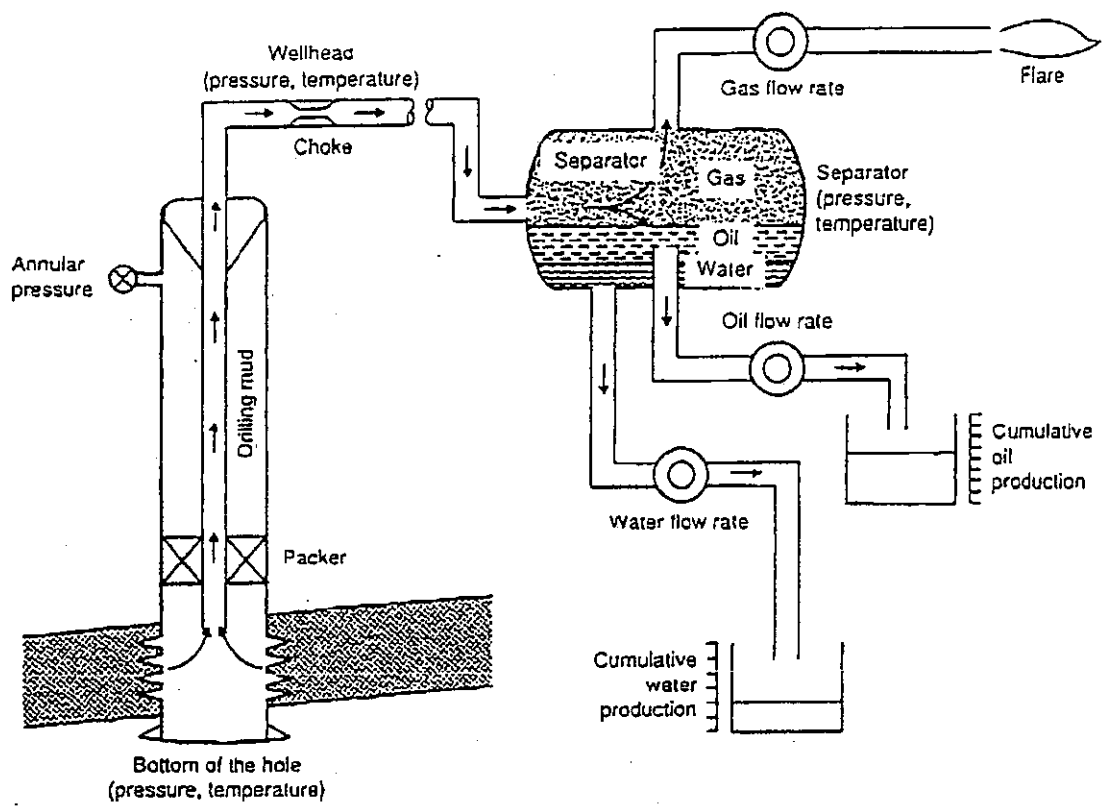 Wellhead
(pressure, temperature)
Choke
Gas flow rate
Flare
Separator
Gas
Separator
(pressure,
temperature)
Oil
Water
Annular
pressure
Drilling mud
Oil flow rate
Cumulative
oil
production
Water flow rate
Packer
Cumulative
water
production
Bottom of the hole
(pressure, temperature)